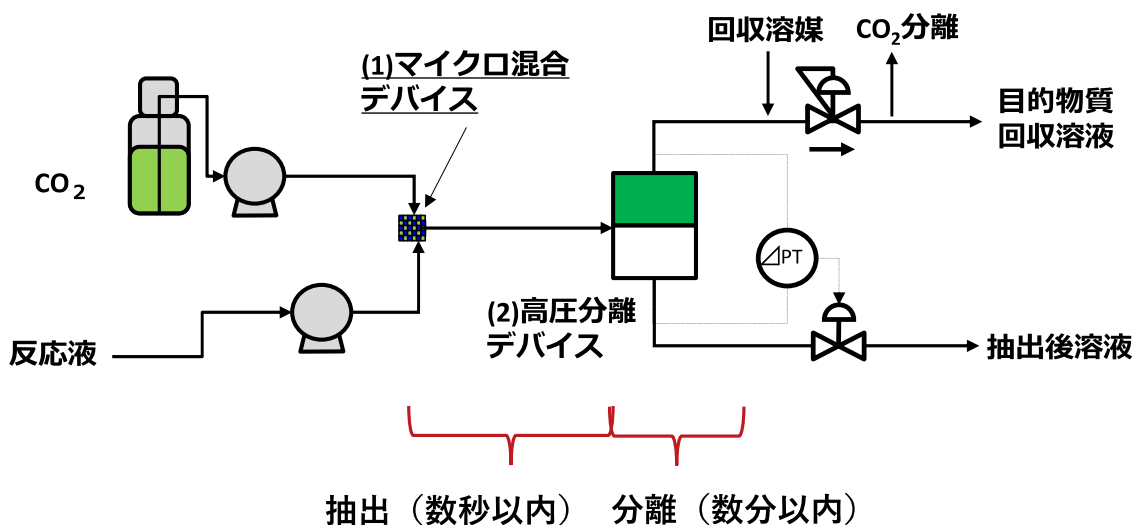 回収溶媒
CO2分離
(1)マイクロ混合
デバイス
目的物質
回収溶液
CO2
⊿PT
(2)高圧分離
デバイス
反応液
抽出後溶液
抽出（数秒以内）
分離（数分以内）